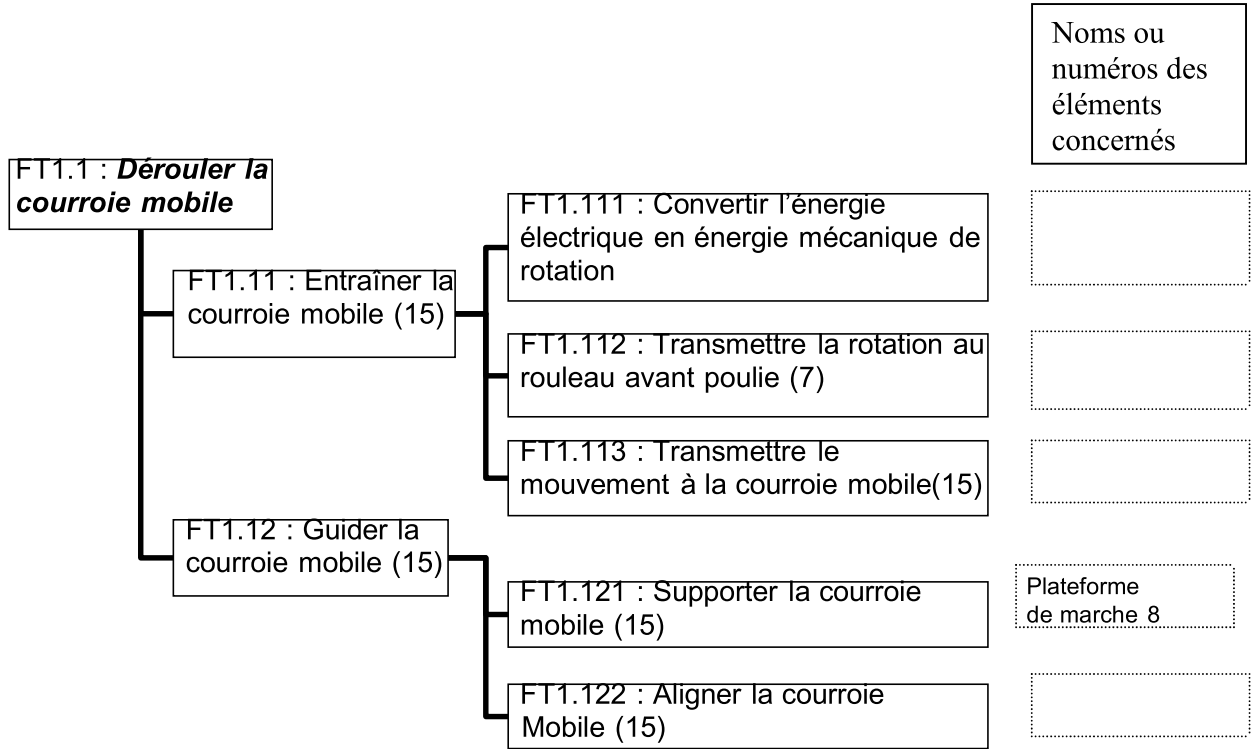 Noms ou
numéros des
éléments
concernés
FT1.1 : Dérouler la
courroie mobile
FT1.111 : Convertir l’énergie
électrique en énergie mécanique de
rotation
FT1.11 : Entraîner la
courroie mobile (15)
FT1.112 : Transmettre la rotation au
rouleau avant poulie (7)
FT1.113 : Transmettre le
mouvement à la courroie mobile(15)
FT1.12 : Guider la
courroie mobile (15)
FT1.121 : Supporter la courroie
mobile (15)
Plateforme
de marche 8
FT1.122 : Aligner la courroie
Mobile (15)